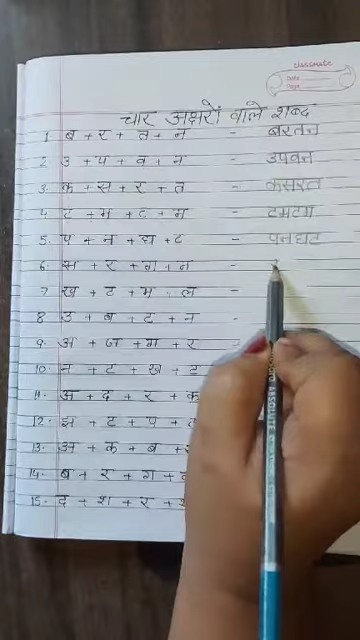 classmate
Date
Page
चार अक्षरों वाले शब्द
1. ब + र + त + न - बरतन
2. उ + प + व + न - उपवन
3. क + स + र + त - कसरत
4. ट + म + ट + म - टमटम
5. प + न + घ + ट - पनघट
6. स + र + ग + म -
7. ख + ट + म + ल -
8. उ + ब + ट + न -
9. अ + ज + ग + र -
10. न + ट + ख + ट
11. अ + द + र + क
12. झ + ट + प +
13. अ + क + ब +
14. ब + र + ग +
15. द + श + र +